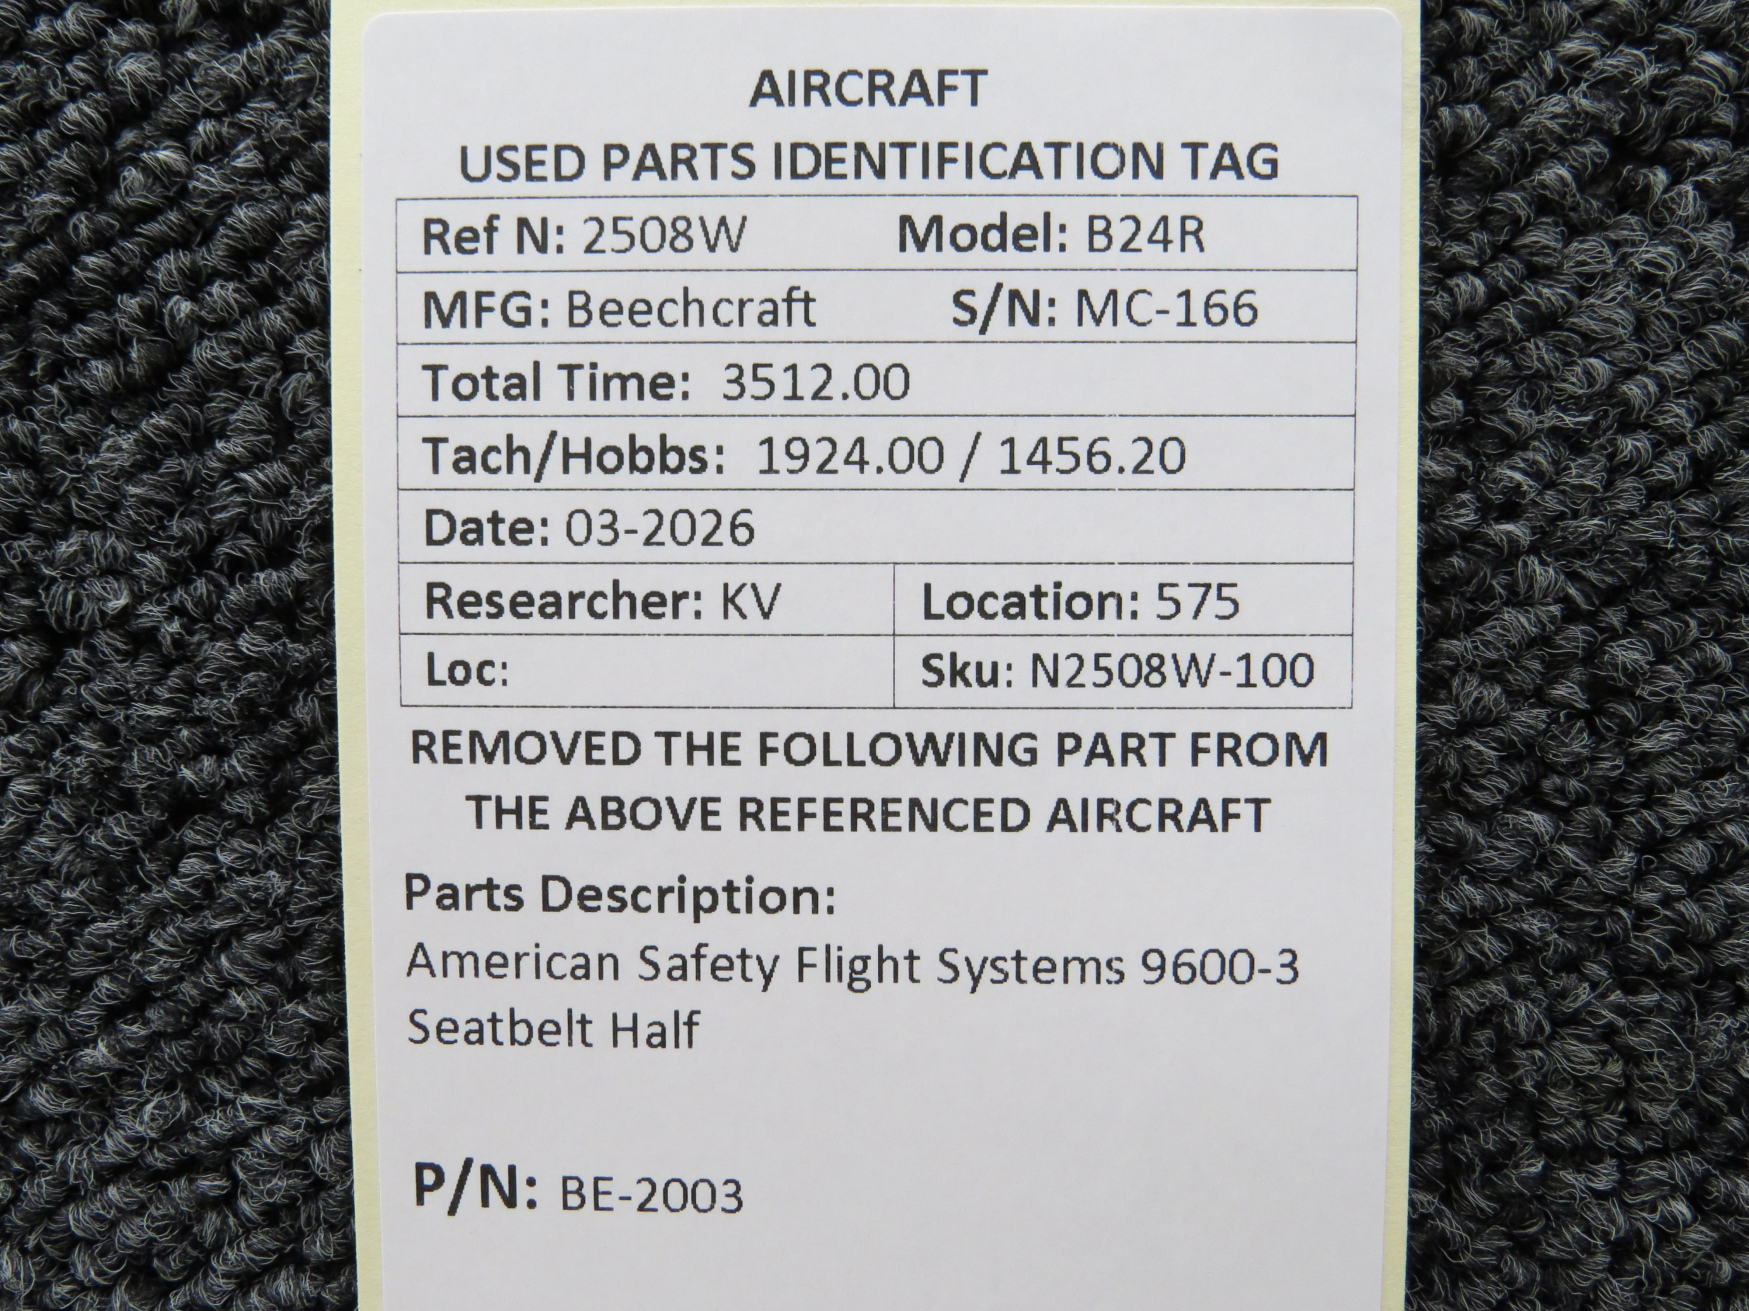 AIRCRAFT
USED PARTS IDENTIFICATION TAG
Ref N: 2508W Model: B24R
MFG: Beechcraft S/N: MC-166
Total Time: 3512.00
Tach/Hobbs: 1924.00 / 1456.20
Date: 03-2026
Researcher: KV Location: 575
Loc: Sku: N2508W-100
REMOVED THE FOLLOWING PART FROM
THE ABOVE REFERENCED AIRCRAFT
Parts Description:
American Safety Flight Systems 9600-3
Seatbelt Half
P/N: BE-2003